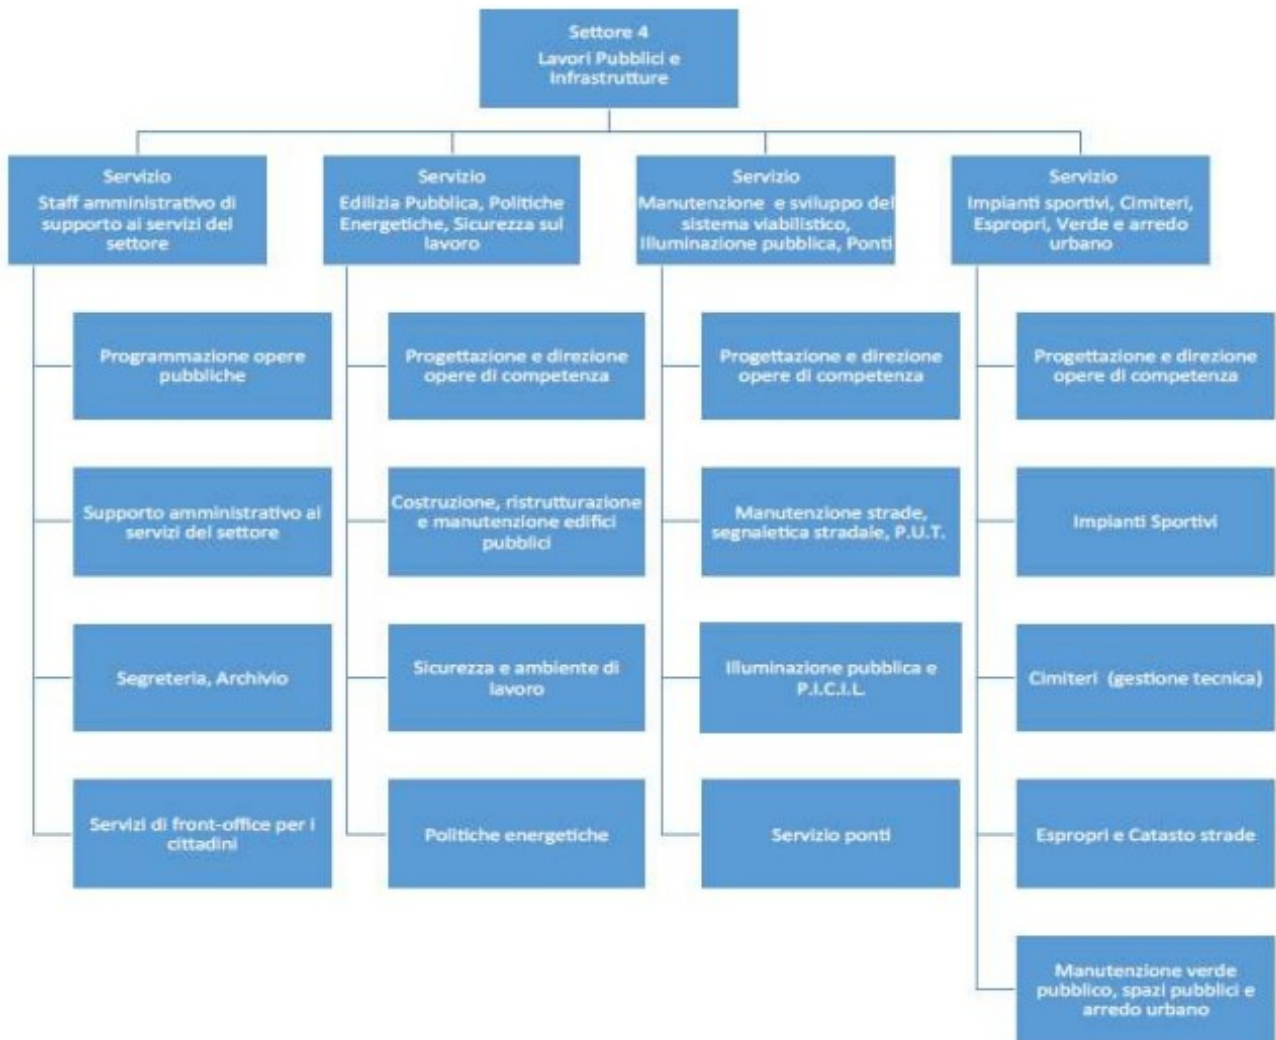 Settore 4
Lavori Pubblici e
Infrastrutture
Servizio
Staff amministrativo di
supporto ai servizi del
settore
Programmazione opere
pubbliche
Supporto amministrativo ai
servizi del settore
Segreteria, Archivio
Servizi di front-office per i
cittadini
Servizio
Edilizia Pubblica, Politiche
Energetiche, Sicurezza sul
lavoro
Progettazione e direzione
opere di competenza
Costruzione, ristrutturazione
e manutenzione edifici
pubblici
Sicurezza e ambiente di
lavoro
Politiche energetiche
Servizio
Manutenzione e sviluppo del
sistema viabilistico,
Illuminazione pubblica, Ponti
Progettazione e direzione
opere di competenza
Manutenzione strade,
segnaletica stradale, P.U.T.
Illuminazione pubblica e
P.I.C.I.L.
Servizio ponti
Servizio
Impianti sportivi, Cimiteri,
Espropri, Verde e arredo
urbano
Progettazione e direzione
opere di competenza
Impianti Sportivi
Cimiteri (gestione tecnica)
Espropri e Catasto strade
Manutenzione verde
pubblico, spazi pubblici e
arredo urbano